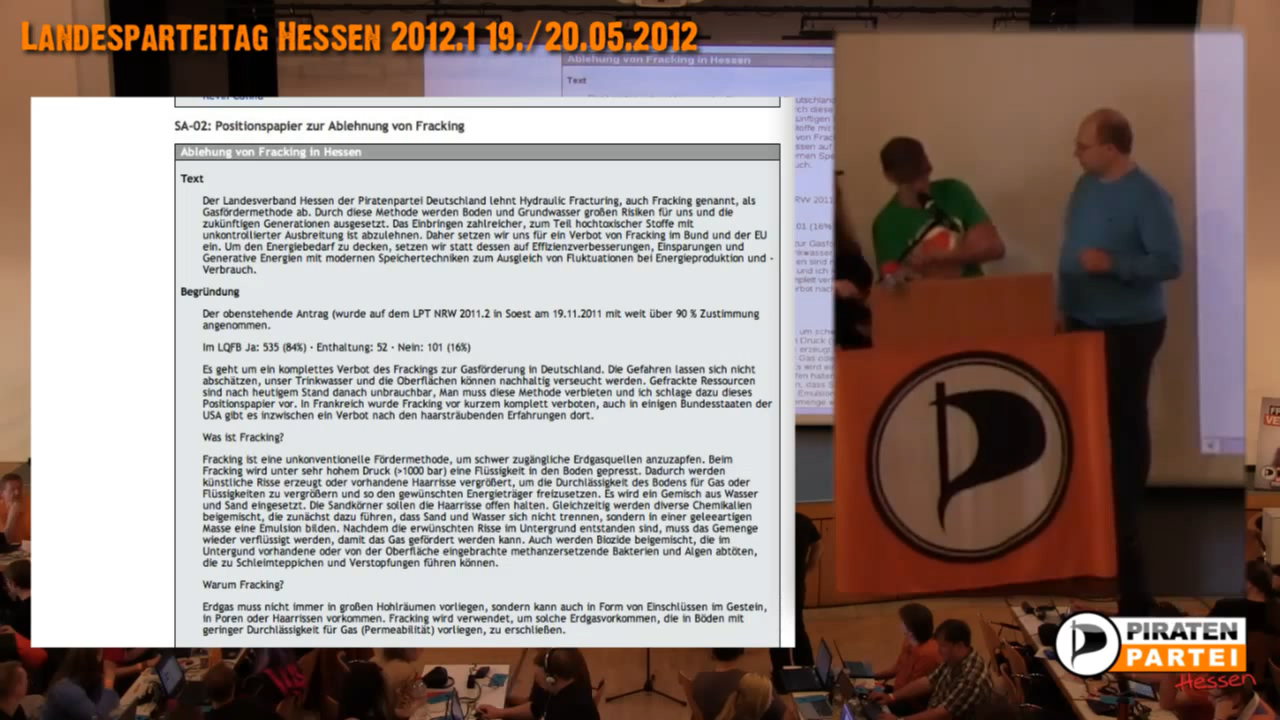 LANDESPARTEITAG HESSEN 2012.1 19./20.05.2012
Ablehung von Fracking in Hessen
Text
SA-02: Positionspapier zur Ablehnung von Fracking
Ablehung von Fracking in Hessen
Text
Der Landesverband Hessen der Piratenpartei Deutschland lehnt Hydraulic Fracturing, auch Fracking genannt, als
Gasfördermethode ab. Durch diese Methode werden Boden und Grundwasser großen Risiken für uns und die
zukünftigen Generationen ausgesetzt. Das Einbringen zahlreicher, zum Teil hochtoxischer Stoffe mit
unkontrollierter Ausbreitung ist abzulehnen. Daher setzen wir uns für ein Verbot von Fracking im Bund und der EU
ein. Um den Energiebedarf zu decken, setzen wir statt dessen auf Effizienzverbesserungen, Einsparungen und
Generative Energien mit modernen Speichertechniken zum Ausgleich von Fluktuationen bei Energieproduktion und -
Verbrauch.
Begründung
Der obenstehende Antrag (wurde auf dem LPT NRW 2011.2 in Soest am 19.11.2011 mit weit über 90 % Zustimmung
angenommen.
Im LQFB Ja: 535 (84%) · Enthaltung: 52 · Nein: 101 (16%)
Es geht um ein komplettes Verbot des Frackings zur Gasförderung in Deutschland. Die Gefahren lassen sich nicht
abschätzen, unser Trinkwasser und die Oberflächen können nachhaltig verseucht werden. Gefrackte Ressourcen
sind nach heutigem Stand danach unbrauchbar, Man muss diese Methode verbieten und ich schlage dazu dieses
Positionspapier vor. In Frankreich wurde Fracking vor kurzem komplett verboten, auch in einigen Bundesstaaten der
USA gibt es inzwischen ein Verbot nach den haarsträubenden Erfahrungen dort.
Was ist Fracking?
Fracking ist eine unkonventionelle Fördermethode, um schwer zugängliche Erdgasquellen anzuzapfen. Beim
Fracking wird unter sehr hohem Druck (>1000 bar) eine Flüssigkeit in den Boden gepresst. Dadurch werden
künstliche Risse erzeugt oder vorhandene Haarrisse vergrößert, um die Durchlässigkeit des Bodens für Gas oder
Flüssigkeiten zu vergrößern und so den gewünschten Energieträger freizusetzen. Es wird ein Gemisch aus Wasser
und Sand eingesetzt. Die Sandkörner sollen die Haarrisse offen halten. Gleichzeitig werden diverse Chemikalien
beigemischt, die zunächst dazu führen, dass Sand und Wasser sich nicht trennen, sondern in einer geleeartigen
Masse eine Emulsion bilden. Nachdem die erwünschten Risse im Untergrund entstanden sind, muss das Gemenge
wieder verflüssigt werden, damit das Gas gefördert werden kann. Auch werden Biozide beigemischt, die im
Untergund vorhandene oder von der Oberfläche eingebrachte methanzersetzende Bakterien und Algen abtöten,
die zu Schleimteppichen und Verstopfungen führen können.
Warum Fracking?
Erdgas muss nicht immer in großen Hohlräumen vorliegen, sondern kann auch in Form von Einschlüssen im Gestein,
in Poren oder Haarrissen vorkommen. Fracking wird verwendet, um solche Erdgasvorkommen, die in Böden mit
geringer Durchlässigkeit für Gas (Permeabilität) vorliegen, zu erschließen.
PIRATEN
PARTEI
Hessen